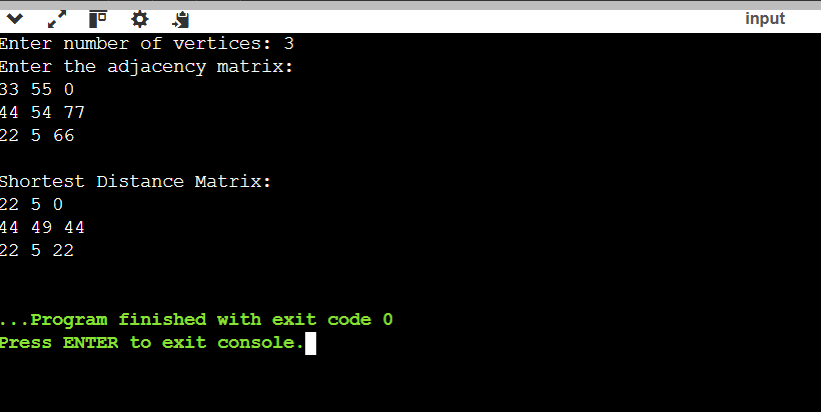 input
Enter number of vertices: 3
Enter the adjacency matrix:
33 55 0
44 54 77
22 5 66
Shortest Distance Matrix:
22 5 0
44 49 44
22 5 22
...Program finished with exit code 0
Press ENTER to exit console.